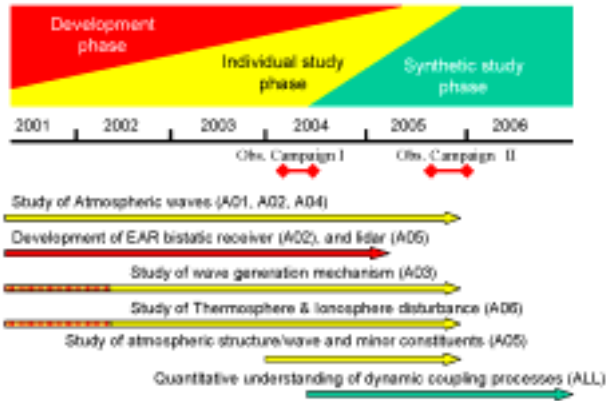 Development
phase
Individual study
phase
Synthetic study
phase
2001 2002 2003 2004 2005 2006
Obs. Campaign I Obs. Campaign II
Study of Atmospheric waves (A01, A02, A04)
Development of EAR bistatic receiver (A02), and lidar (A05)
Study of wave generation mechanism (A03)
Study of Thermosphere & Ionosphere disturbance (A06)
Study of atmospheric structure/wave and minor constituents (A05)
Quantitative understanding of dynamic coupling processes (ALL)